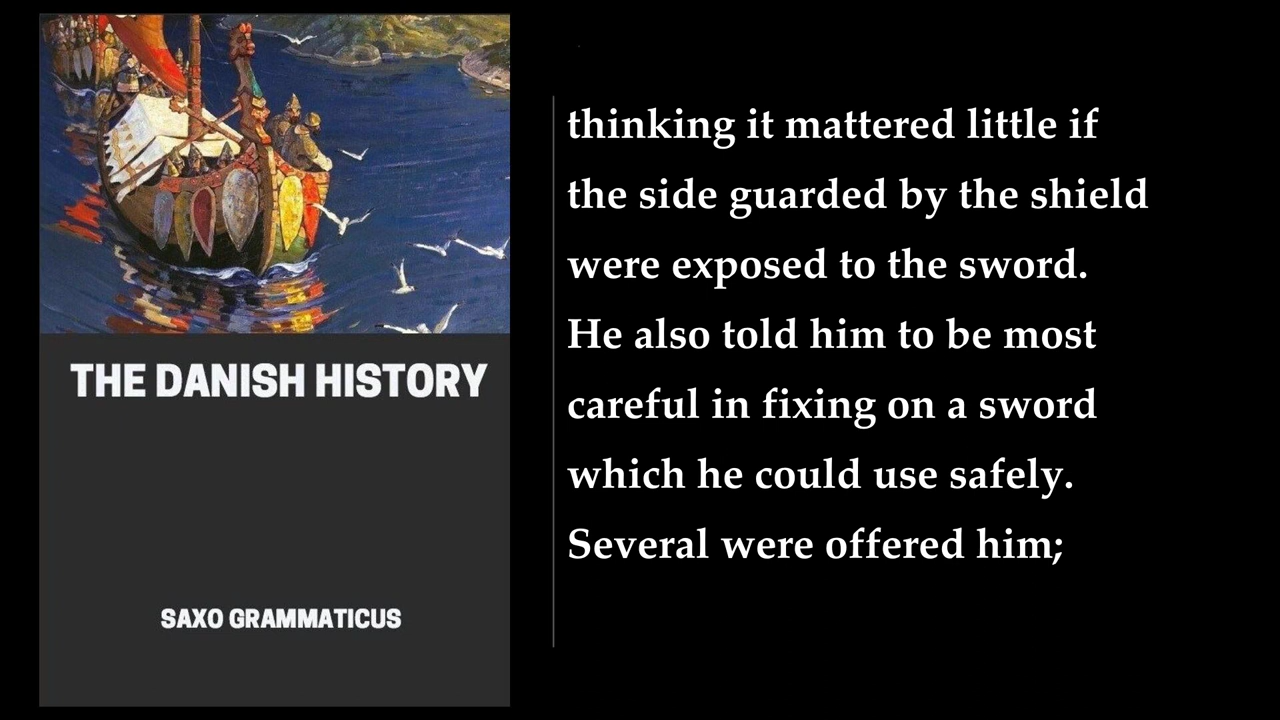 THE DANISH HISTORY
SAXO GRAMMATICUS
thinking it mattered little if
the side guarded by the shield
were exposed to the sword.
He also told him to be most
careful in fixing on a sword
which he could use safely.
Several were offered him;